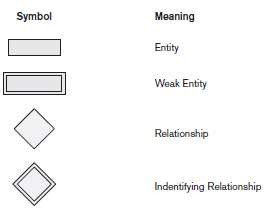 Symbol Meaning
Entity
Weak Entity
Relationship
Indentifying Relationship